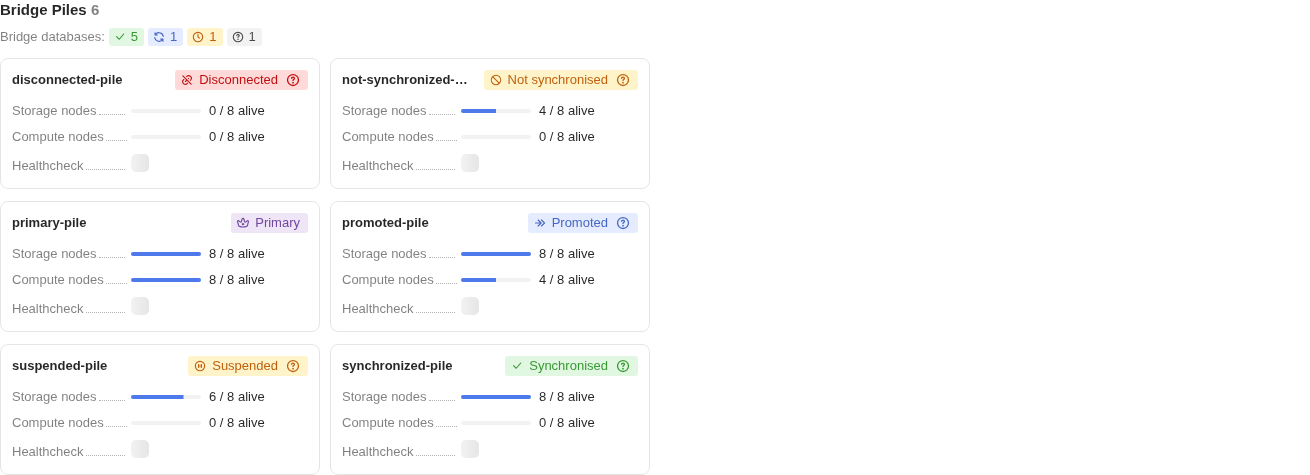 Bridge Piles 6
Bridge databases: 5 1 1 1
disconnected-pile Disconnected
Storage nodes 0 / 8 alive
Compute nodes 0 / 8 alive
Healthcheck
not-synchronized-... Not synchronised
Storage nodes 4 / 8 alive
Compute nodes 0 / 8 alive
Healthcheck
primary-pile Primary
Storage nodes 8 / 8 alive
Compute nodes 8 / 8 alive
Healthcheck
promoted-pile Promoted
Storage nodes 8 / 8 alive
Compute nodes 4 / 8 alive
Healthcheck
suspended-pile Suspended
Storage nodes 6 / 8 alive
Compute nodes 0 / 8 alive
Healthcheck
synchronized-pile Synchronised
Storage nodes 8 / 8 alive
Compute nodes 0 / 8 alive
Healthcheck